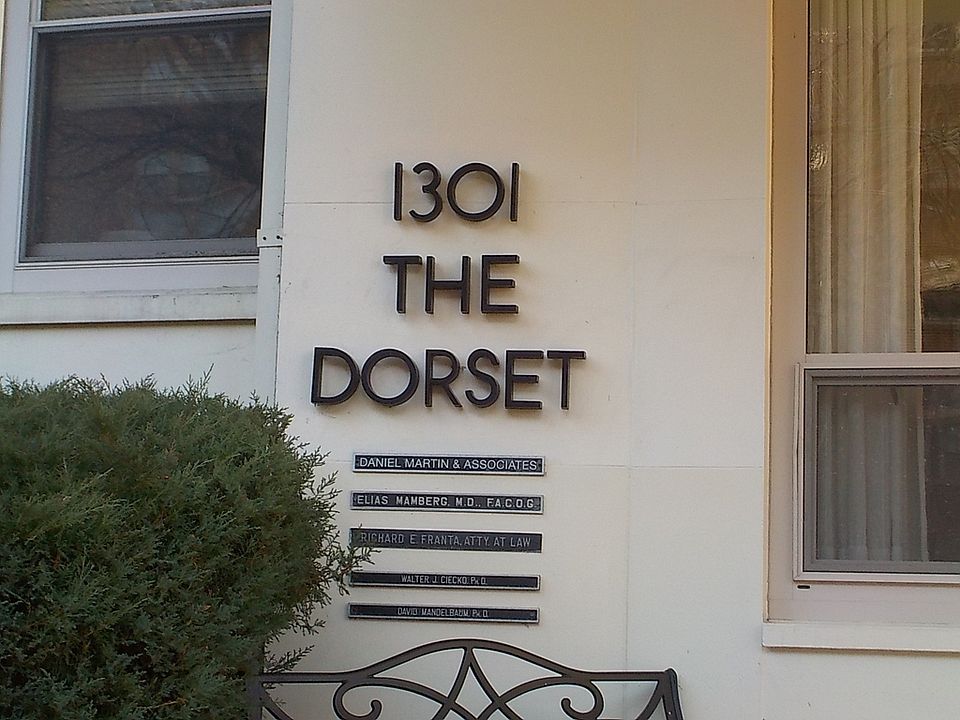 1301
THE
DORSET
DANIEL MARTIN & ASSOCIATES
ELIAS MAMBERG, M.D., F.A.C.O.G.
RICHARD E. FRANTA, ATTY. AT LAW
WALTER J. CIECKO, PH.D.
DAVID MANDELBAUM, PH.D.